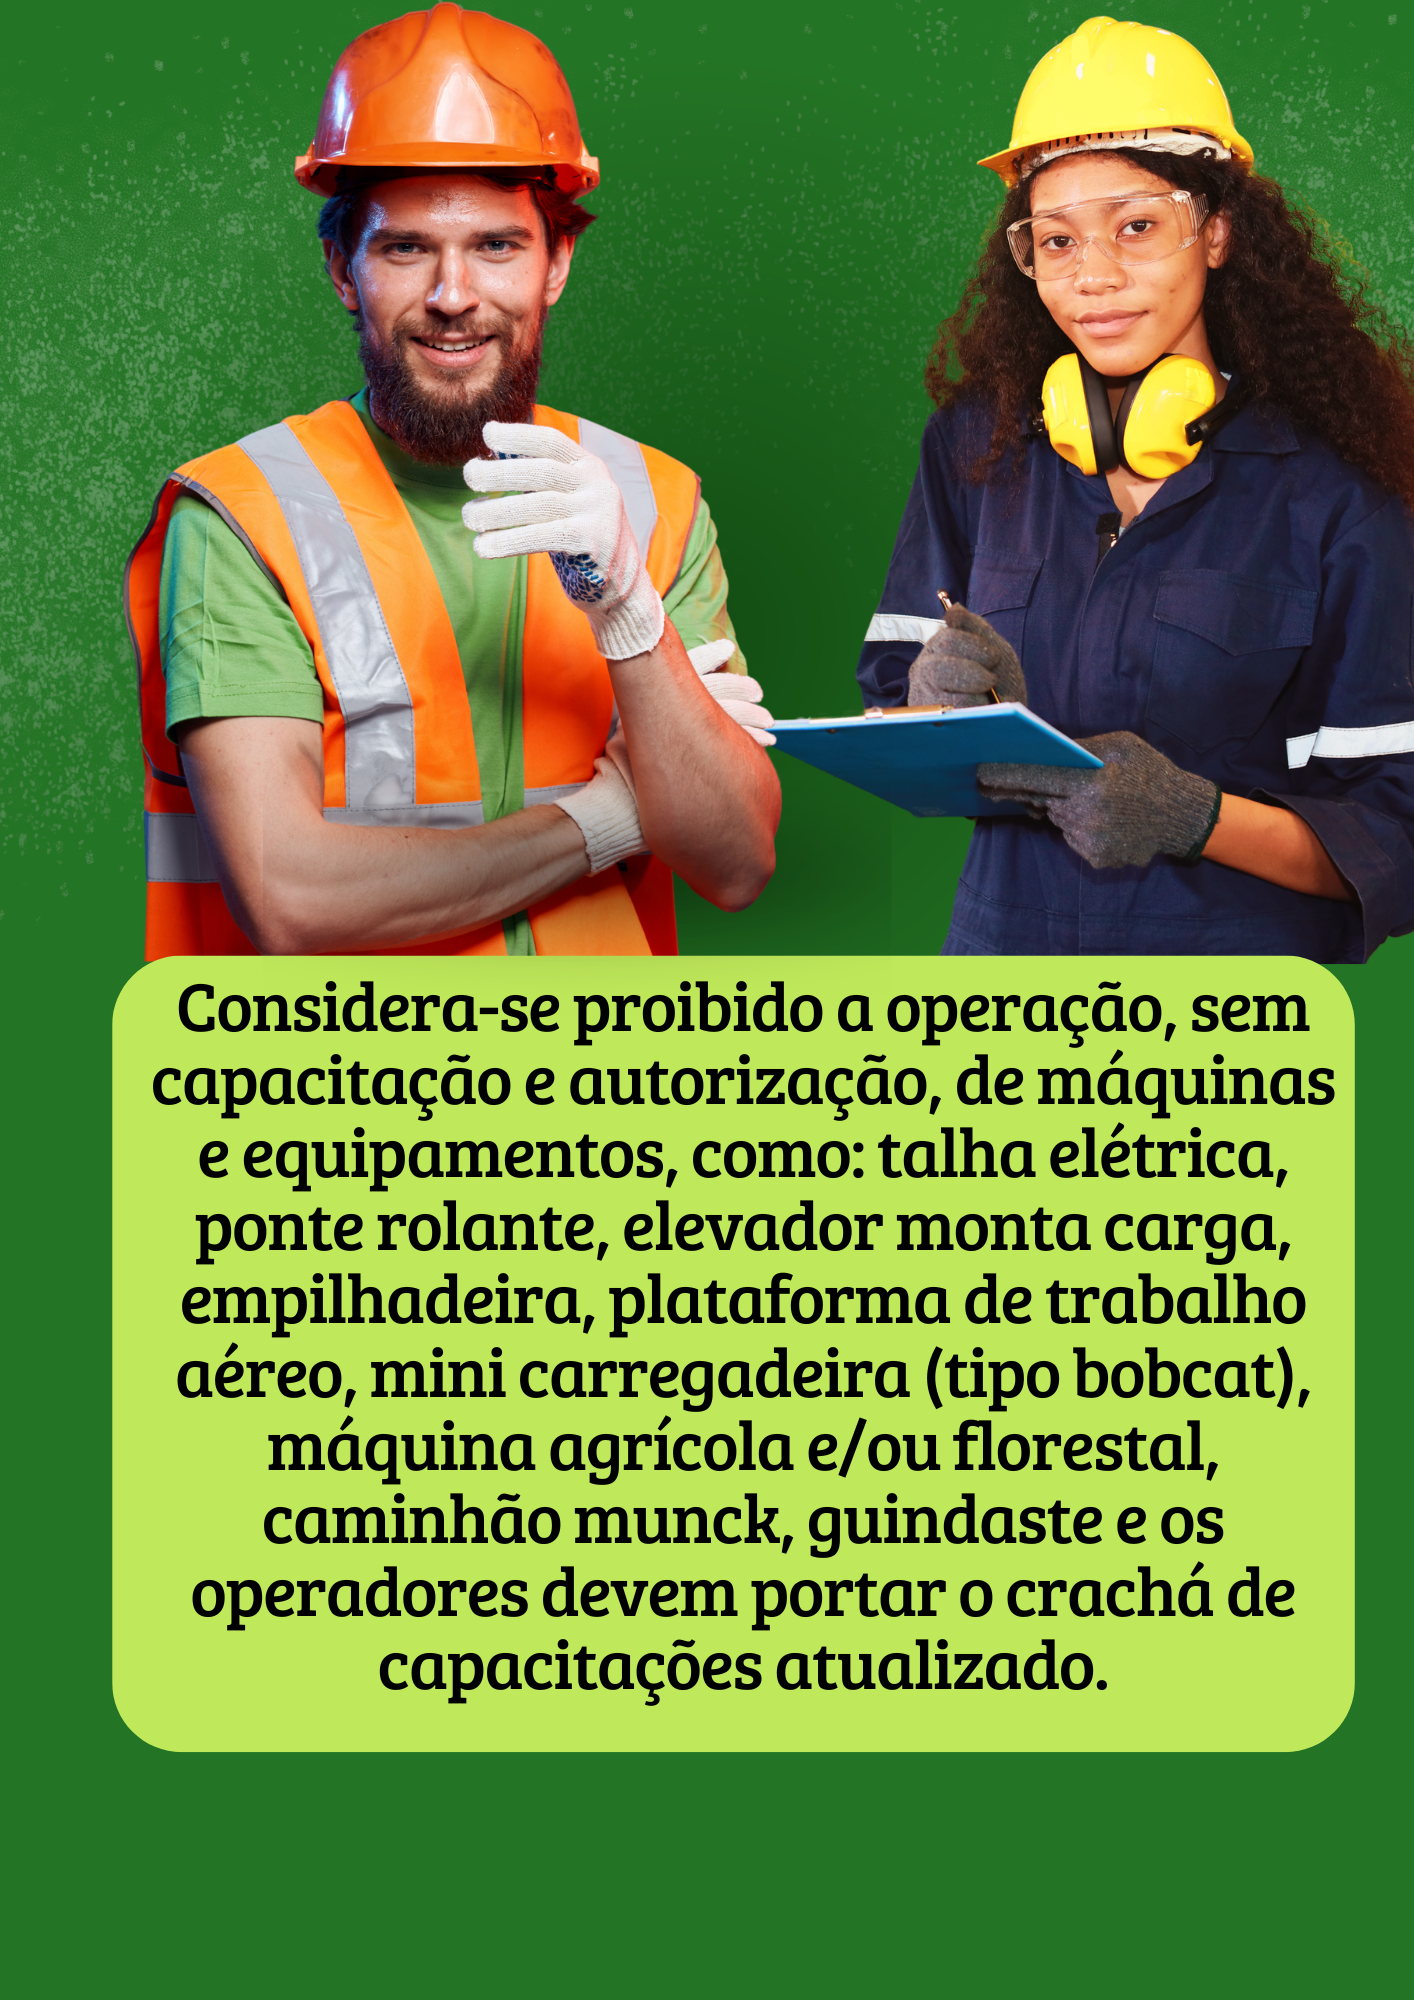 Considera-se proibido a operação, sem
capacitação e autorização, de máquinas
e equipamentos, como: talha elétrica,
ponte rolante, elevador monta carga,
empilhadeira, plataforma de trabalho
aéreo, mini carregadeira (tipo bobcat),
máquina agrícola e/ou florestal,
caminhão munck, guindaste e os
operadores devem portar o crachá de
capacitações atualizado.